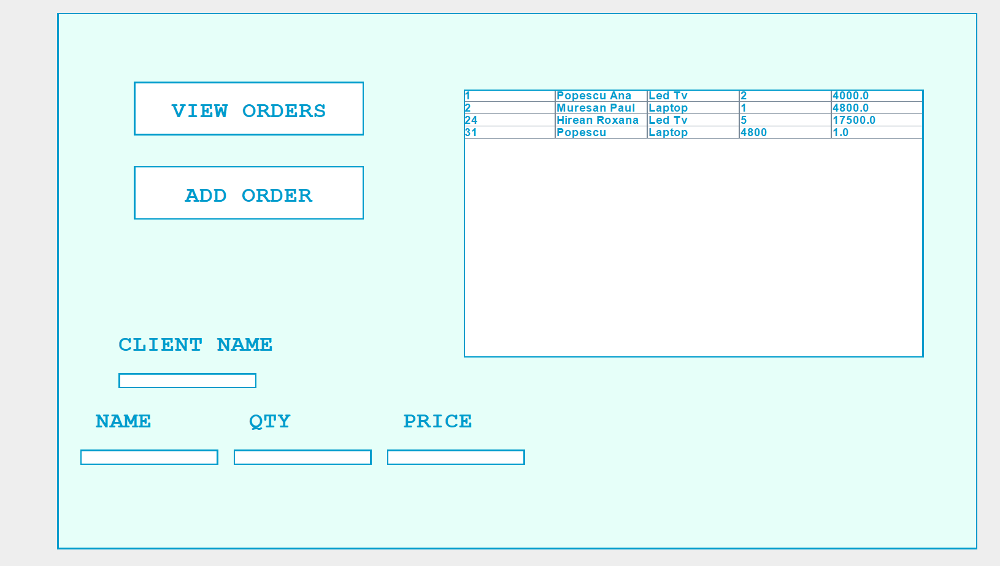 VIEW ORDERS
ADD ORDER
1 Popescu Ana Led Tv 2 4000.0
2 Muresan Paul Laptop 1 4800.0
24 Hirean Roxana Led Tv 5 17500.0
31 Popescu Laptop 4800 1.0
CLIENT NAME
NAME QTY PRICE